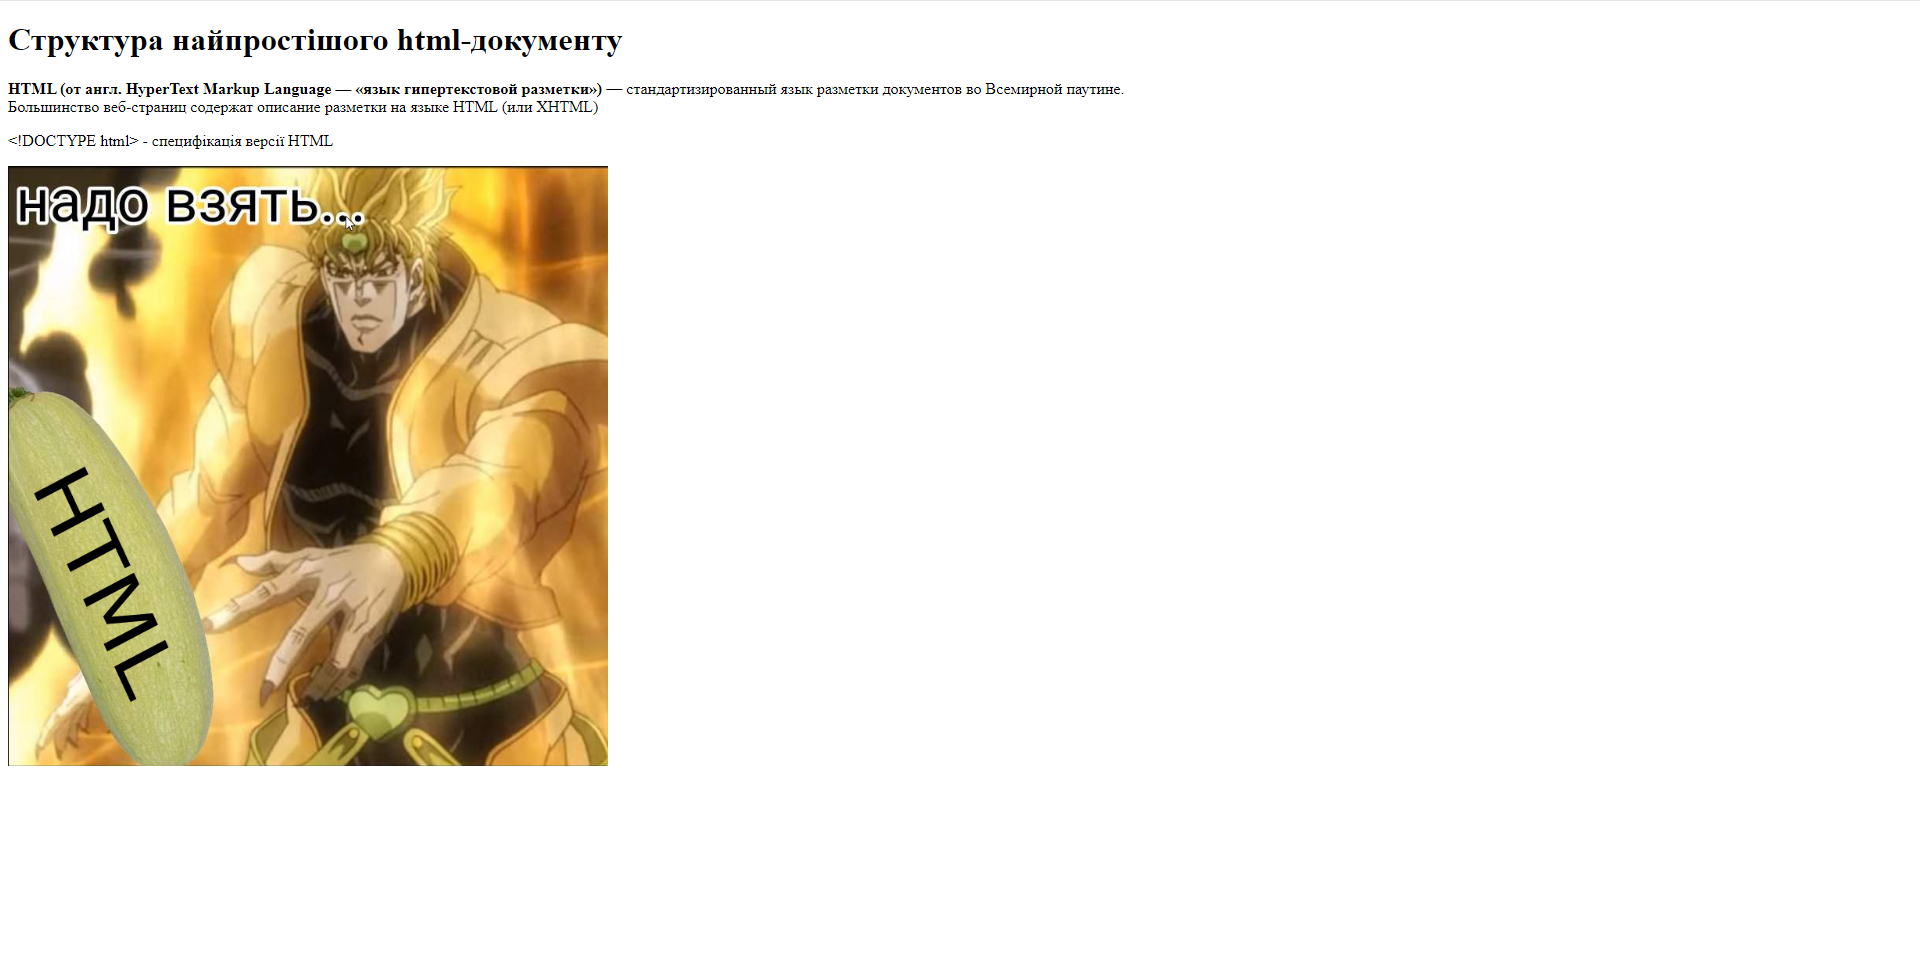 Структура найпростішого html-документу
HTML (от англ. HyperText Markup Language — «язык гипертекстовой разметки») — стандартизированный язык разметки документов во Всемирной паутине.
Большинство веб-страниц содержат описание разметки на языке HTML (или XHTML)
<!DOCTYPE html> - специфікація версії HTML
надо взять...
HTML